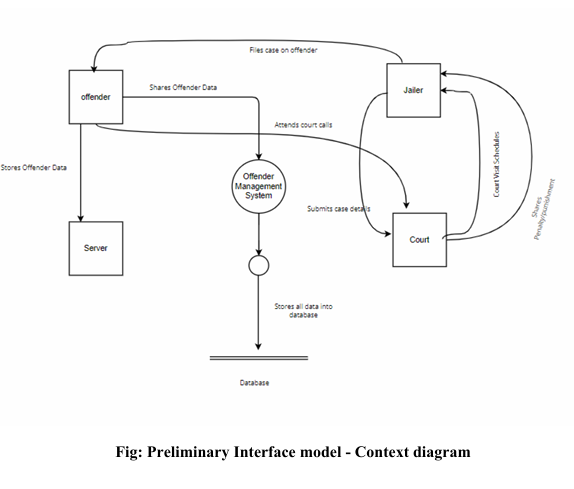 Files case on offender
offender
Shares Offender Data
Jailer
Attends court calls
Court Visit Schedules
Stores Offender Data
Offender
Management
System
Submits case details
Shares
Penalty/punishment
Server
Court
Stores all data into
database
Database
Fig: Preliminary Interface model - Context diagram